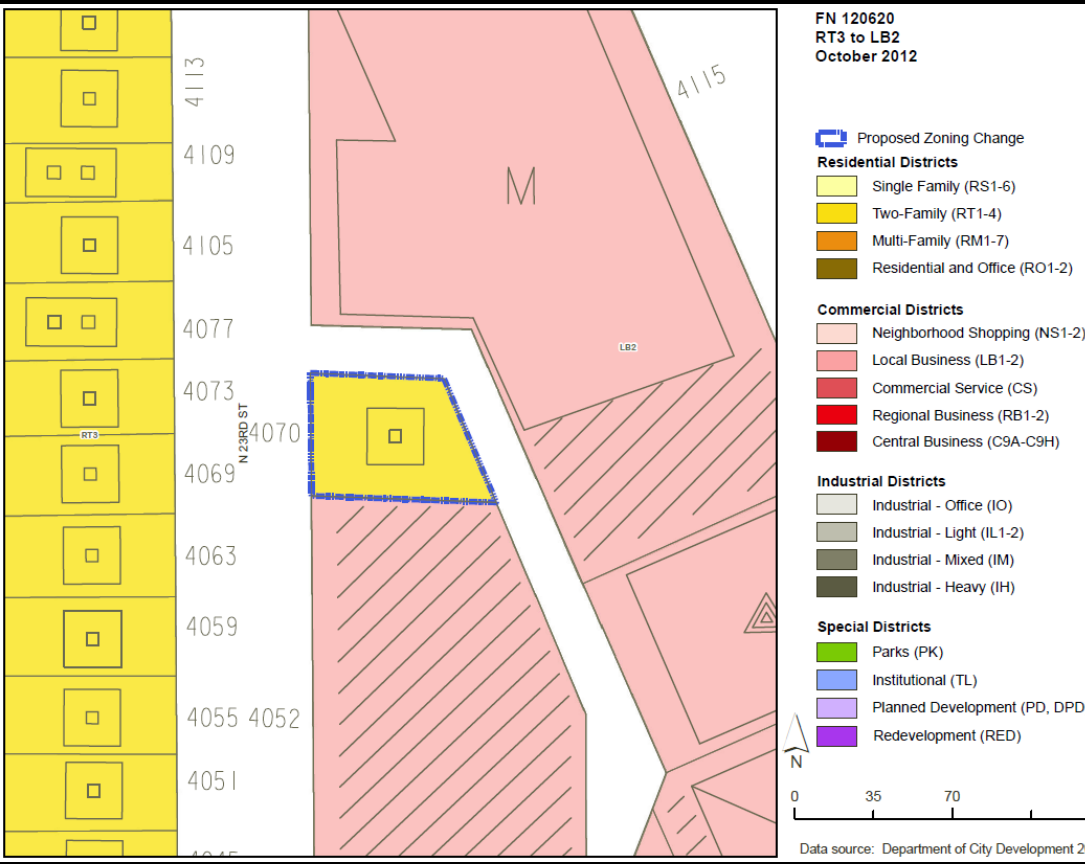 FN 120620
RT3 to LB2
October 2012
Proposed Zoning Change
Residential Districts
Single Family (RS1-6)
Two-Family (RT1-4)
Multi-Family (RM1-7)
Residential and Office (RO1-2)
Commercial Districts
Neighborhood Shopping (NS1-2)
Local Business (LB1-2)
Commercial Service (CS)
Regional Business (RB1-2)
Central Business (C9A-C9H)
Industrial Districts
Industrial - Office (IO)
Industrial - Light (IL1-2)
Industrial - Mixed (IM)
Industrial - Heavy (IH)
Special Districts
Parks (PK)
Institutional (TL)
Planned Development (PD, DPD
Redevelopment (RED)
N
0 35 70
Data source: Department of City Development 2
4113
4109
4105
4077
4073
4069
4063
4059
4055
4051
4070
4052
4115
M
LB2
RT3
N 23RD ST